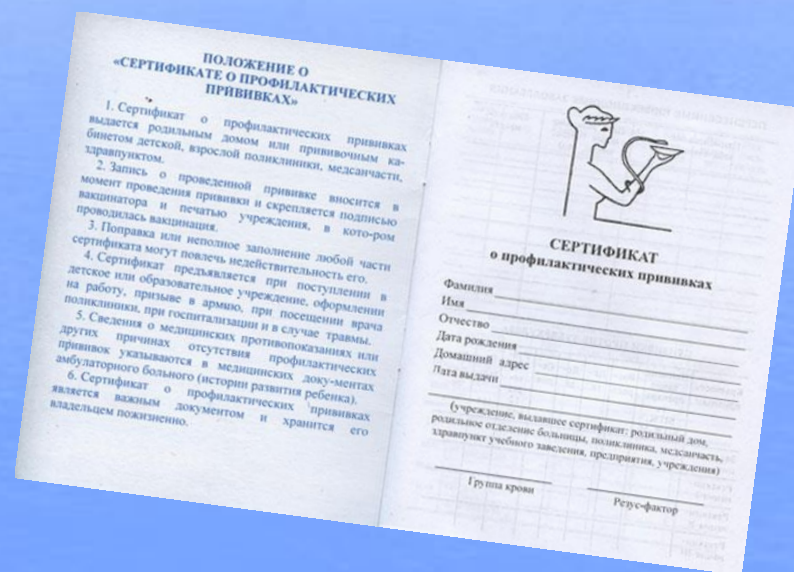 ПОЛОЖЕНИЕ О
«СЕРТИФИКАТЕ О ПРОФИЛАКТИЧЕСКИХ
ПРИВИВКАХ»
1. Сертификат о профилактических прививках
выдается родильным домом или прививочным ка-
бинетом детской, взрослой поликлиники, медсанчасти,
здравпунктом.
2. Запись о проведенной прививке вносится в
момент проведения прививки и скрепляется подписью
вакцинатора и печатью учреждения, в кото-ром
проводилась вакцинация.
3. Поправка или неполное заполнение любой части
сертификата могут повлечь недействительность его.
4. Сертификат предъявляется при поступлении в
детское или образовательное учреждение, оформлении
на работу, призыве в армию, при посещении врача
поликлиники, при госпитализации и в случае травмы.
5. Сведения о медицинских противопоказаниях или
других причинах отсутствия профилактических
прививок указываются в медицинских доку-ментах
амбулаторного больного (истории развития ребенка).
6. Сертификат о профилактических прививках
является важным документом и хранится его
владельцем пожизненно.
СЕРТИФИКАТ
о профилактических прививках
Фамилия
Имя
Отчество
Дата рождения
Домашний адрес
Дата выдачи
(учреждение, выдавшее сертификат: родильный дом,
родильное отделение больницы, поликлиника, медсанчасть,
здравпункт учебного заведения, предприятия, учреждения)
Группа крови
Резус-фактор